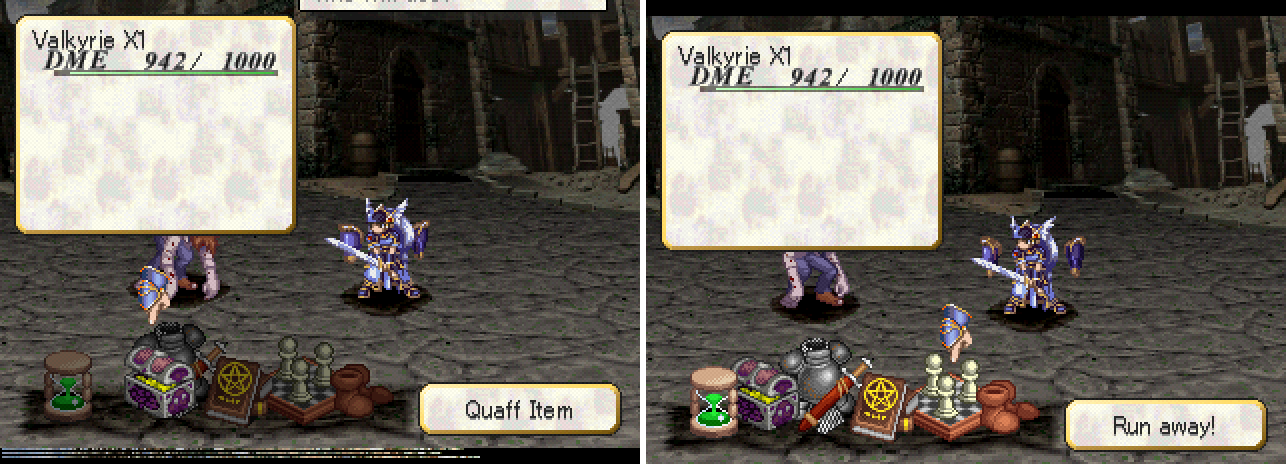 Valkyrie X1
DME 942/ 1000
Quaff Item
Valkyrie X1
DME 942/ 1000
Run away!